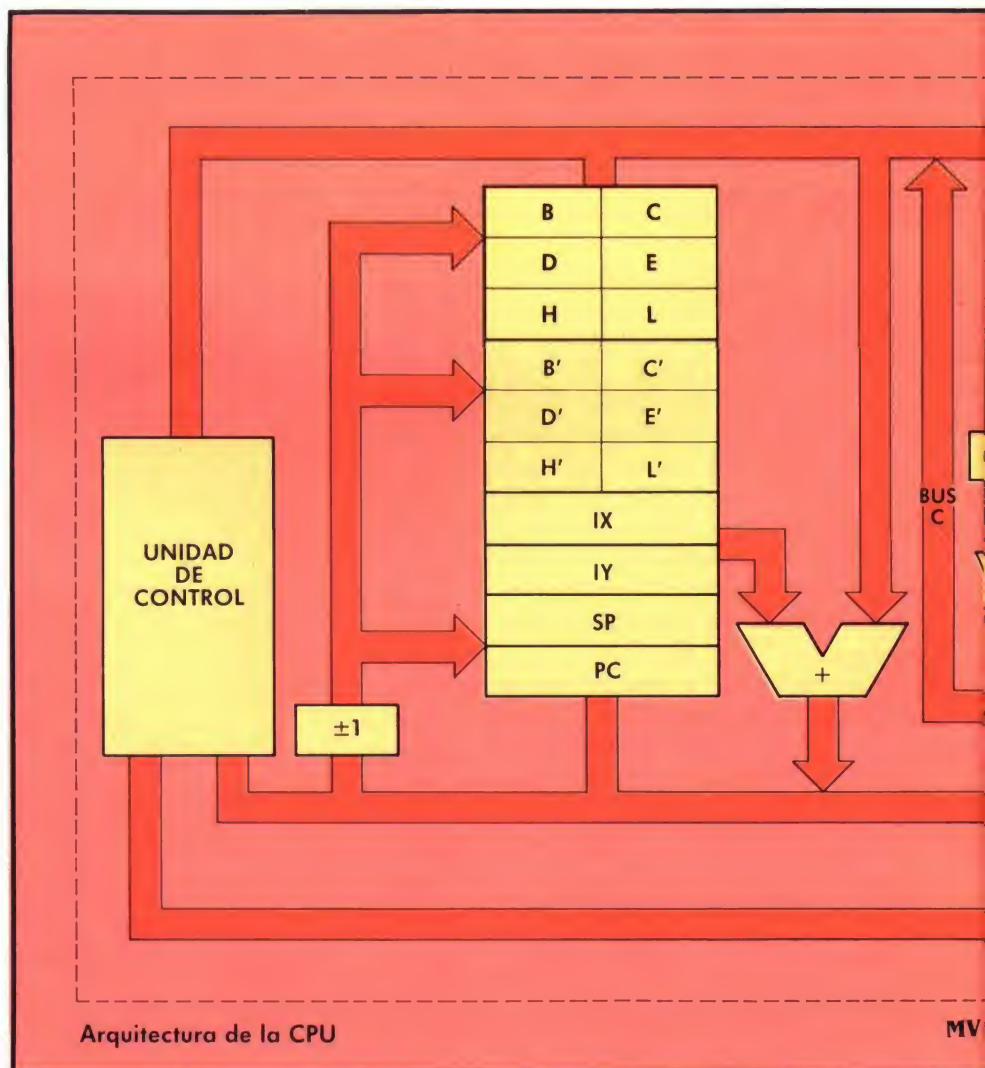 B C
D E
H L
B' C'
D' E'
H' L'
IX
IY
SP
PC
UNIDAD
DE
CONTROL
±1
+
BUS
C
Arquitectura de la CPU
MV